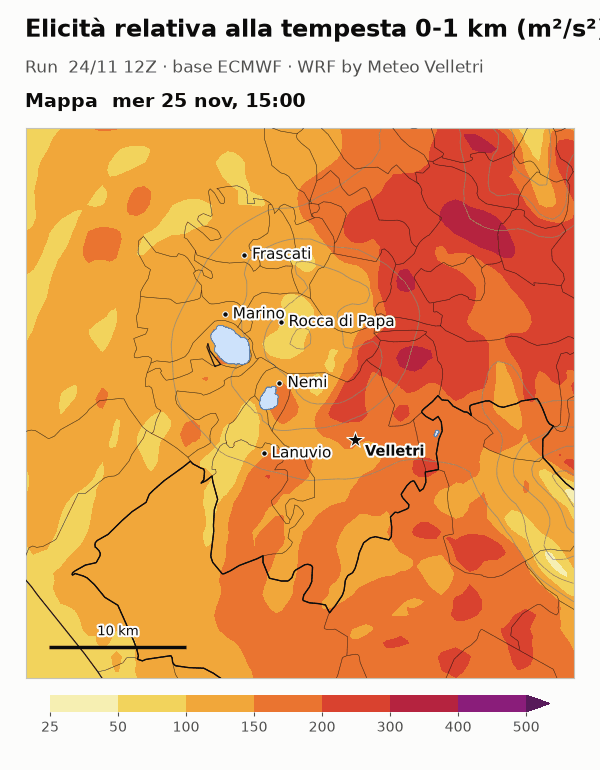 Elicità relativa alla tempesta 0-1 km (m²/s²)
Run  24/11 12Z · base ECMWF · WRF by Meteo Velletri
Mappa  mer 25 nov, 15:00
Frascati
Marino
Rocca di Papa
Nemi
Velletri
Lanuvio
10 km
25 50 100 150 200 300 400 500